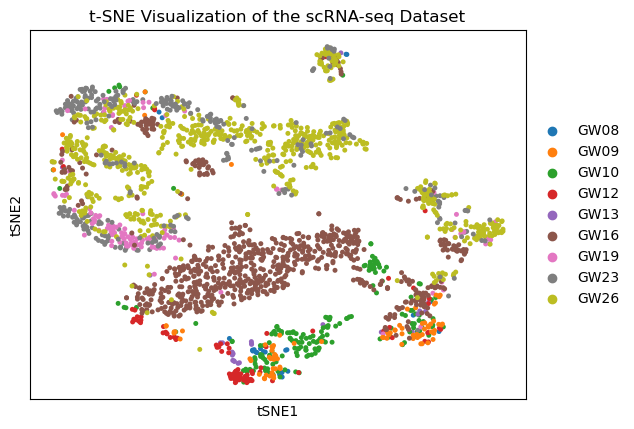 t-SNE Visualization of the scRNA-seq Dataset
tSNE2
GW08
GW09
GW10
GW12
GW13
GW16
GW19
GW23
GW26
tSNE1